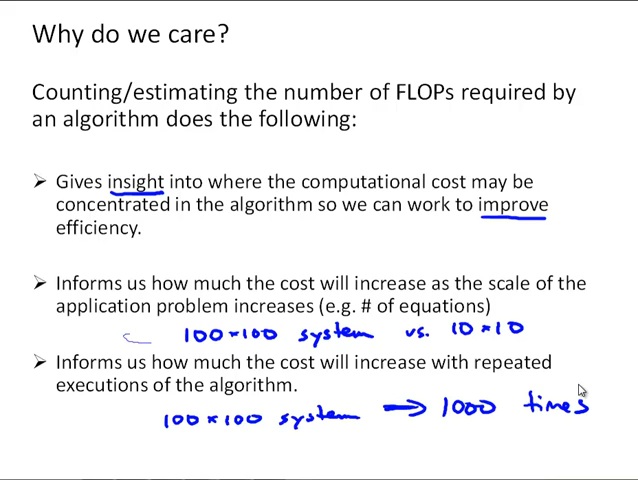 Why do we care?
Counting/estimating the number of FLOPs required by
an algorithm does the following:
➤ Gives insight into where the computational cost may be
concentrated in the algorithm so we can work to improve
efficiency.
➤ Informs us how much the cost will increase as the scale of the
application problem increases (e.g. # of equations)
100×100 system vs. 10×10
➤ Informs us how much the cost will increase with repeated
executions of the algorithm.
100×100 system → 1000 times